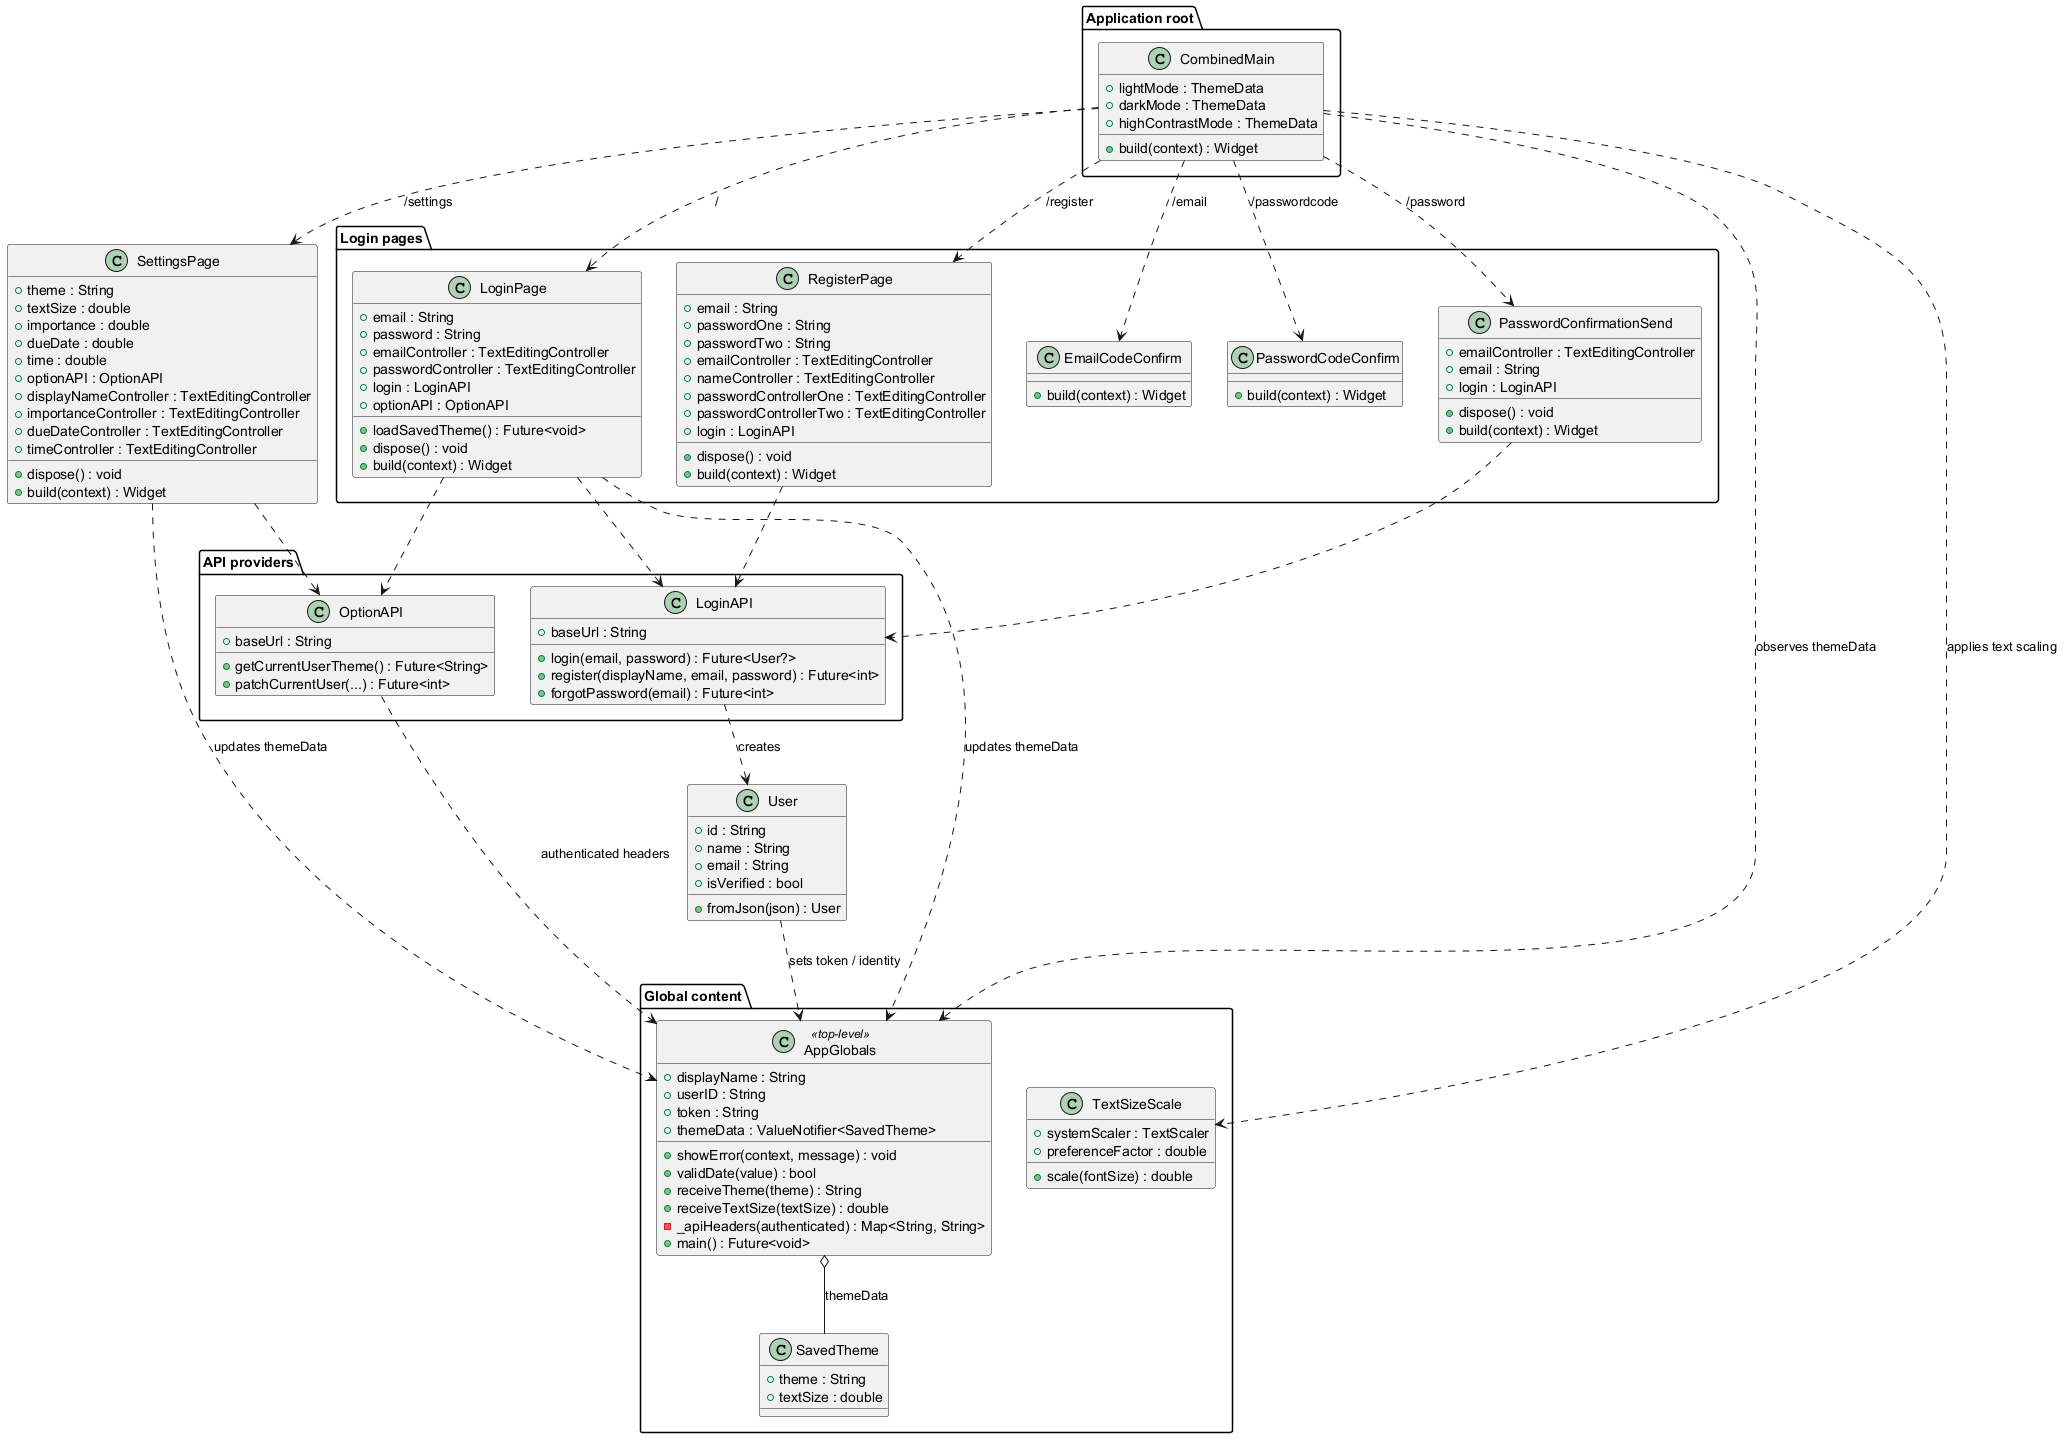 Application root
C CombinedMain
lightMode : ThemeData
darkMode : ThemeData
highContrastMode : ThemeData
build(context) : Widget
/settings
/
/register
/email
/passwordcode
/password
C SettingsPage
theme : String
textSize : double
importance : double
dueDate : double
time : double
optionAPI : OptionAPI
displayNameController : TextEditingController
importanceController : TextEditingController
dueDateController : TextEditingController
timeController : TextEditingController
dispose() : void
build(context) : Widget
Login pages
C LoginPage
email : String
password : String
emailController : TextEditingController
passwordController : TextEditingController
login : LoginAPI
optionAPI : OptionAPI
loadSavedTheme() : Future<void>
dispose() : void
build(context) : Widget
C RegisterPage
email : String
passwordOne : String
passwordTwo : String
emailController : TextEditingController
nameController : TextEditingController
passwordControllerOne : TextEditingController
passwordControllerTwo : TextEditingController
login : LoginAPI
dispose() : void
build(context) : Widget
C EmailCodeConfirm
build(context) : Widget
C PasswordCodeConfirm
build(context) : Widget
C PasswordConfirmationSend
emailController : TextEditingController
email : String
login : LoginAPI
dispose() : void
build(context) : Widget
API providers
C OptionAPI
baseUrl : String
getCurrentUserTheme() : Future<String>
patchCurrentUser(...) : Future<int>
C LoginAPI
baseUrl : String
login(email, password) : Future<User?>
register(displayName, email, password) : Future<int>
forgotPassword(email) : Future<int>
observes themeData
applies text scaling
updates themeData
creates
updates themeData
C User
id : String
name : String
email : String
isVerified : bool
fromJson(json) : User
authenticated headers
sets token / identity
Global content
C «top-level»
AppGlobals
displayName : String
userID : String
token : String
themeData : ValueNotifier<SavedTheme>
showError(context, message) : void
validDate(value) : bool
receiveTheme(theme) : String
receiveTextSize(textSize) : double
_apiHeaders(authenticated) : Map<String, String>
main() : Future<void>
C TextSizeScale
systemScaler : TextScaler
preferenceFactor : double
scale(fontSize) : double
themeData
C SavedTheme
theme : String
textSize : double